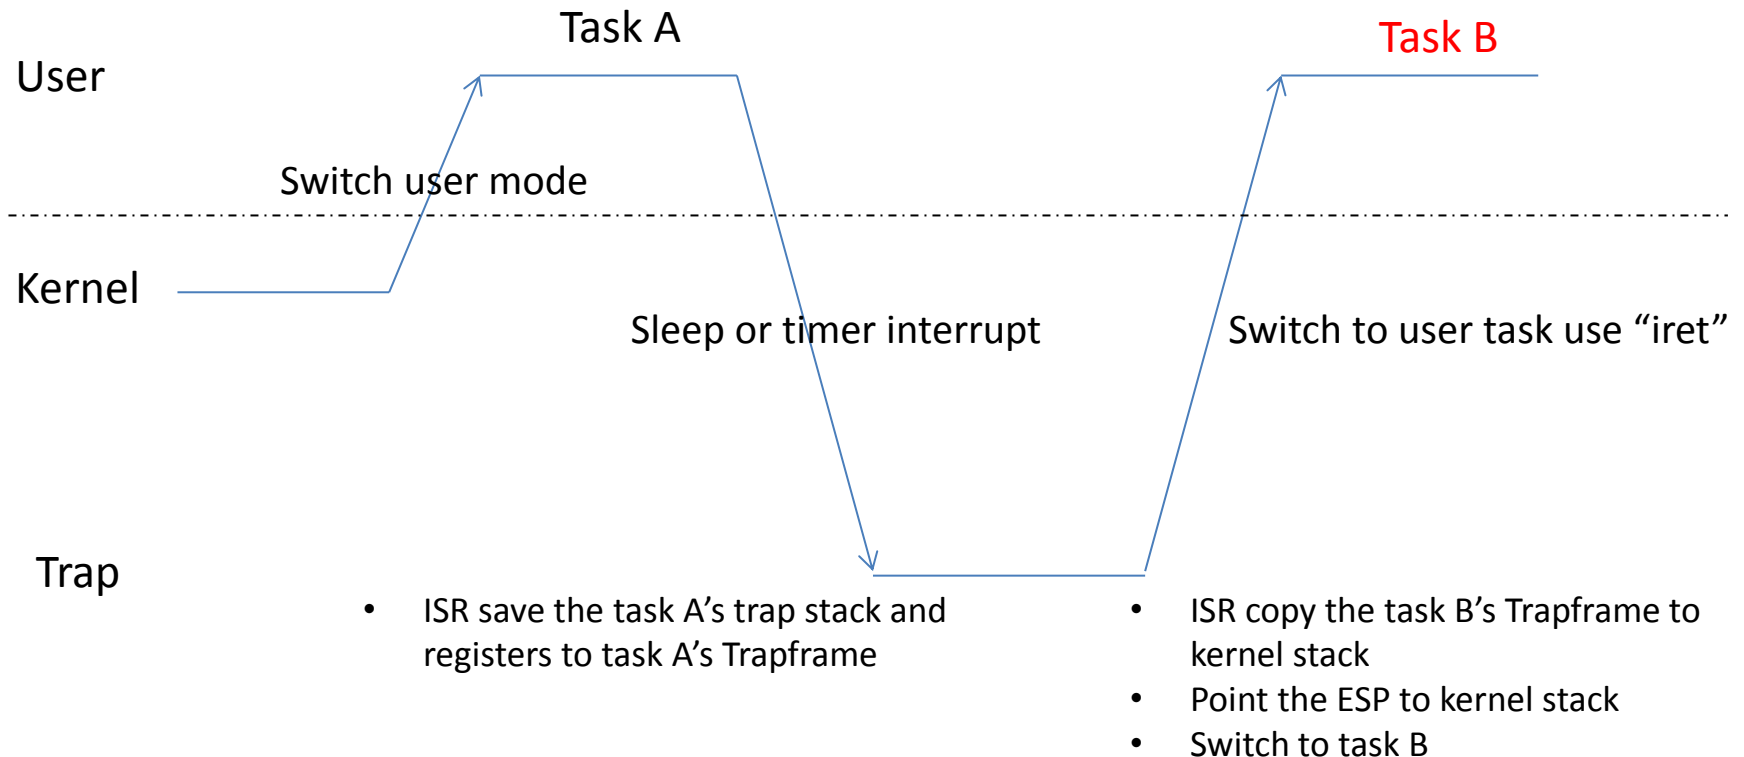 Task A
Task B
User
Switch user mode
Kernel
Sleep or timer interrupt
Switch to user task use “iret”
Trap
• ISR save the task A’s trap stack and
registers to task A’s Trapframe
• ISR copy the task B’s Trapframe to
kernel stack
• Point the ESP to kernel stack
• Switch to task B